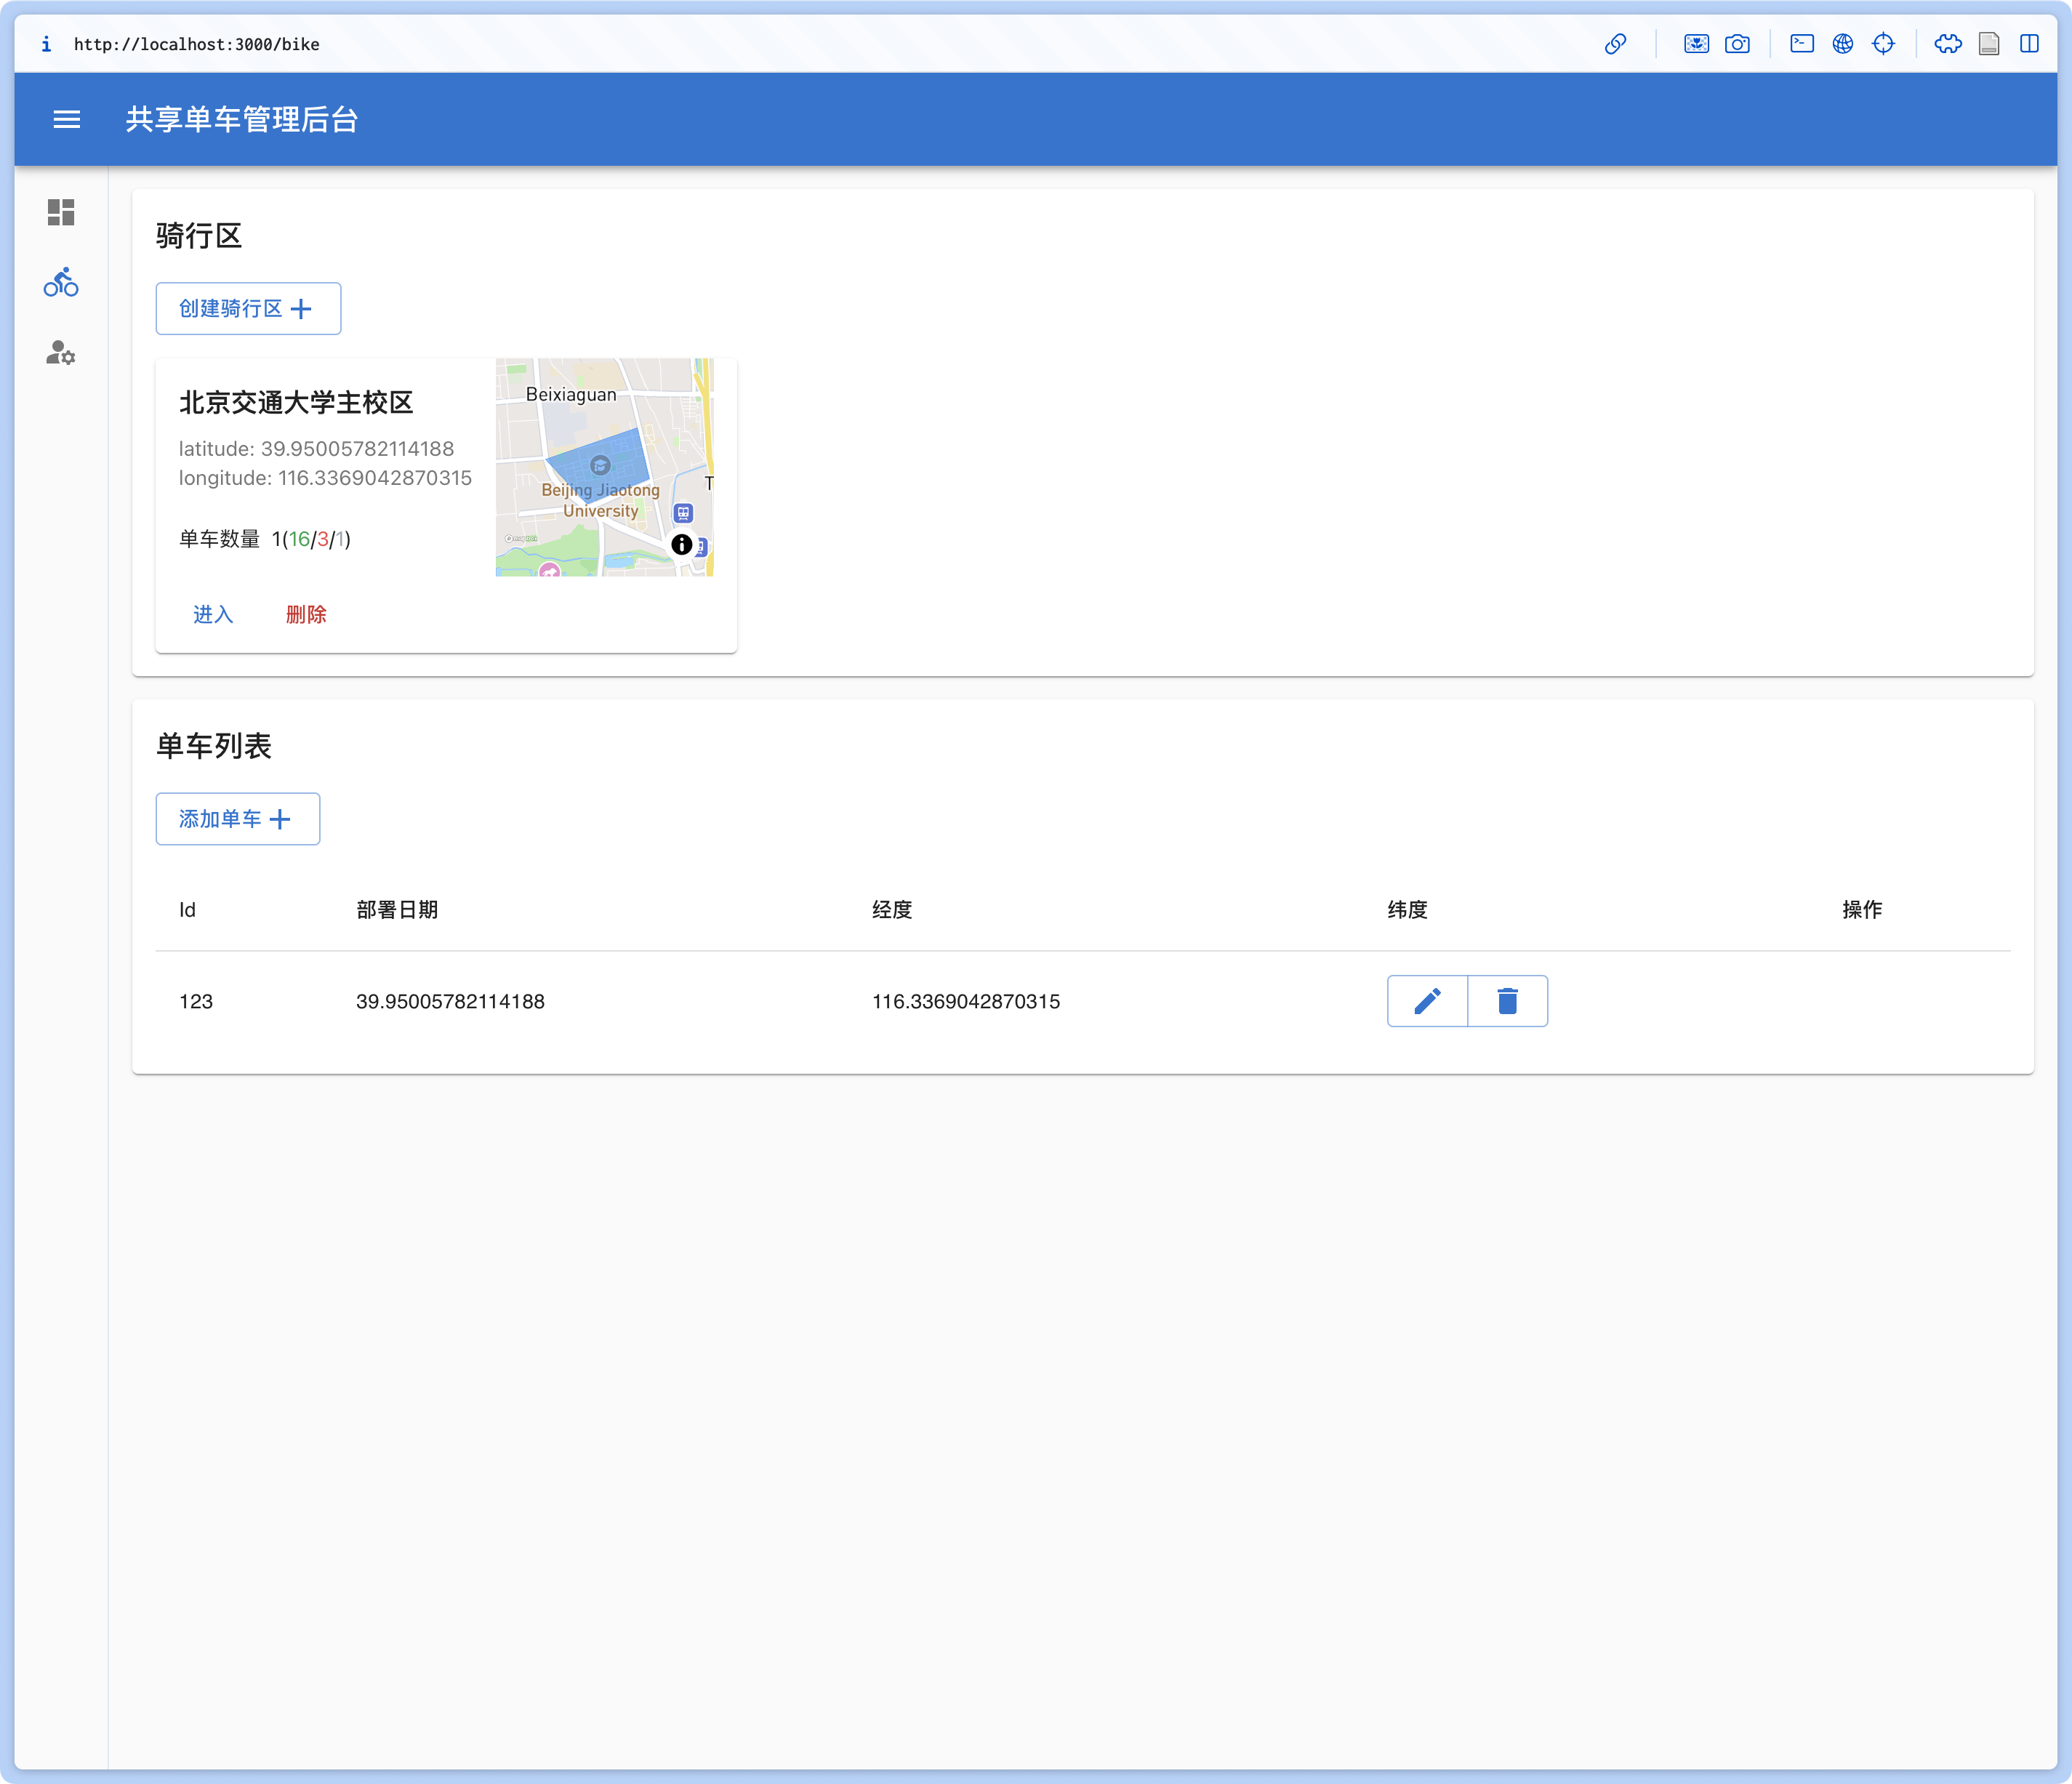 http://localhost:3000/bike
共享单车管理后台
骑行区
创建骑行区
北京交通大学主校区
latitude: 39.95005782114188
longitude: 116.3369042870315
单车数量 1(16/3/1)
进入 删除
Beixiaguan
Beijing Jiaotong
University
T
单车列表
添加单车
Id 部署日期 经度 纬度 操作
123 39.95005782114188 116.3369042870315